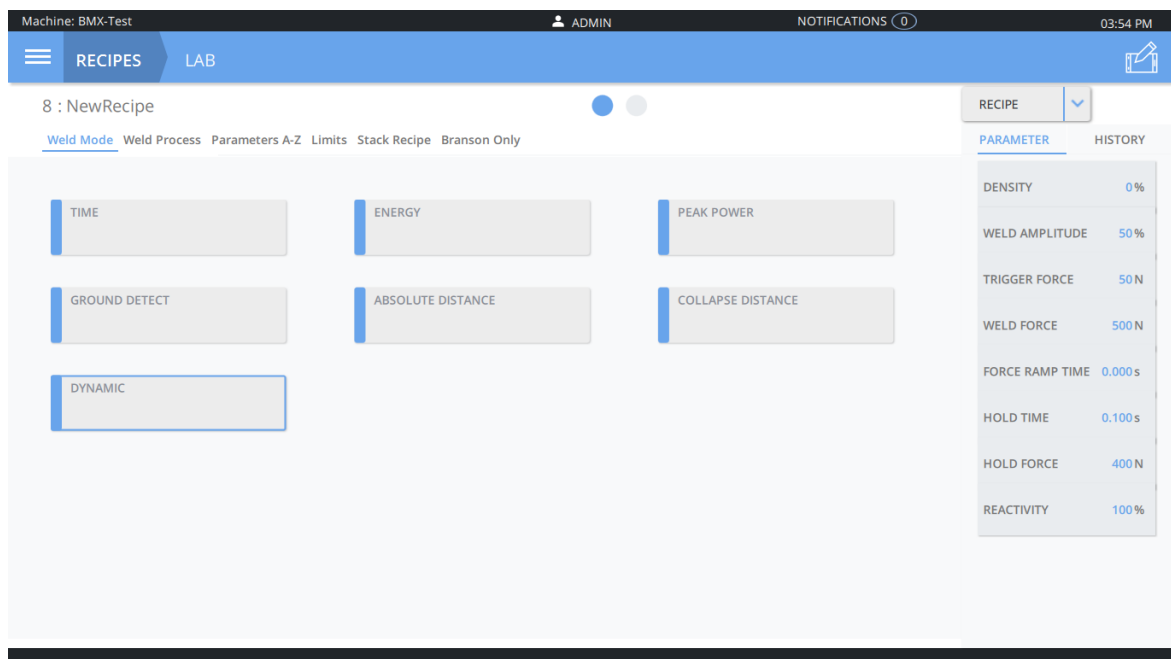 Machine: BMX-Test ADMIN NOTIFICATIONS 0 03:54 PM
RECIPES LAB
8 : NewRecipe RECIPE
Weld Mode Weld Process Parameters A-Z Limits Stack Recipe Branson Only PARAMETER HISTORY
TIME ENERGY PEAK POWER
GROUND DETECT ABSOLUTE DISTANCE COLLAPSE DISTANCE
DYNAMIC
DENSITY 0%
WELD AMPLITUDE 50%
TRIGGER FORCE 50N
WELD FORCE 500N
FORCE RAMP TIME 0.000s
HOLD TIME 0.100s
HOLD FORCE 400N
REACTIVITY 100%